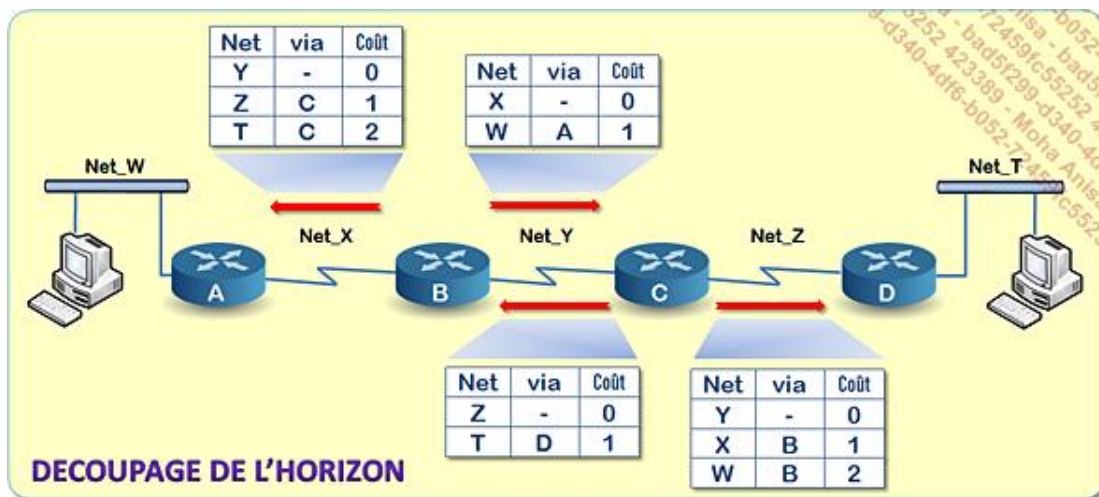 Net via Coût
Y - 0
Z C 1
T C 2
Net via Coût
X - 0
W A 1
Net_W
Net_T
Net_X
Net_Y
Net_Z
A
B
C
D
Net via Coût
Z - 0
T D 1
Net via Coût
Y - 0
X B 1
W B 2
DECOUPAGE DE L'HORIZON